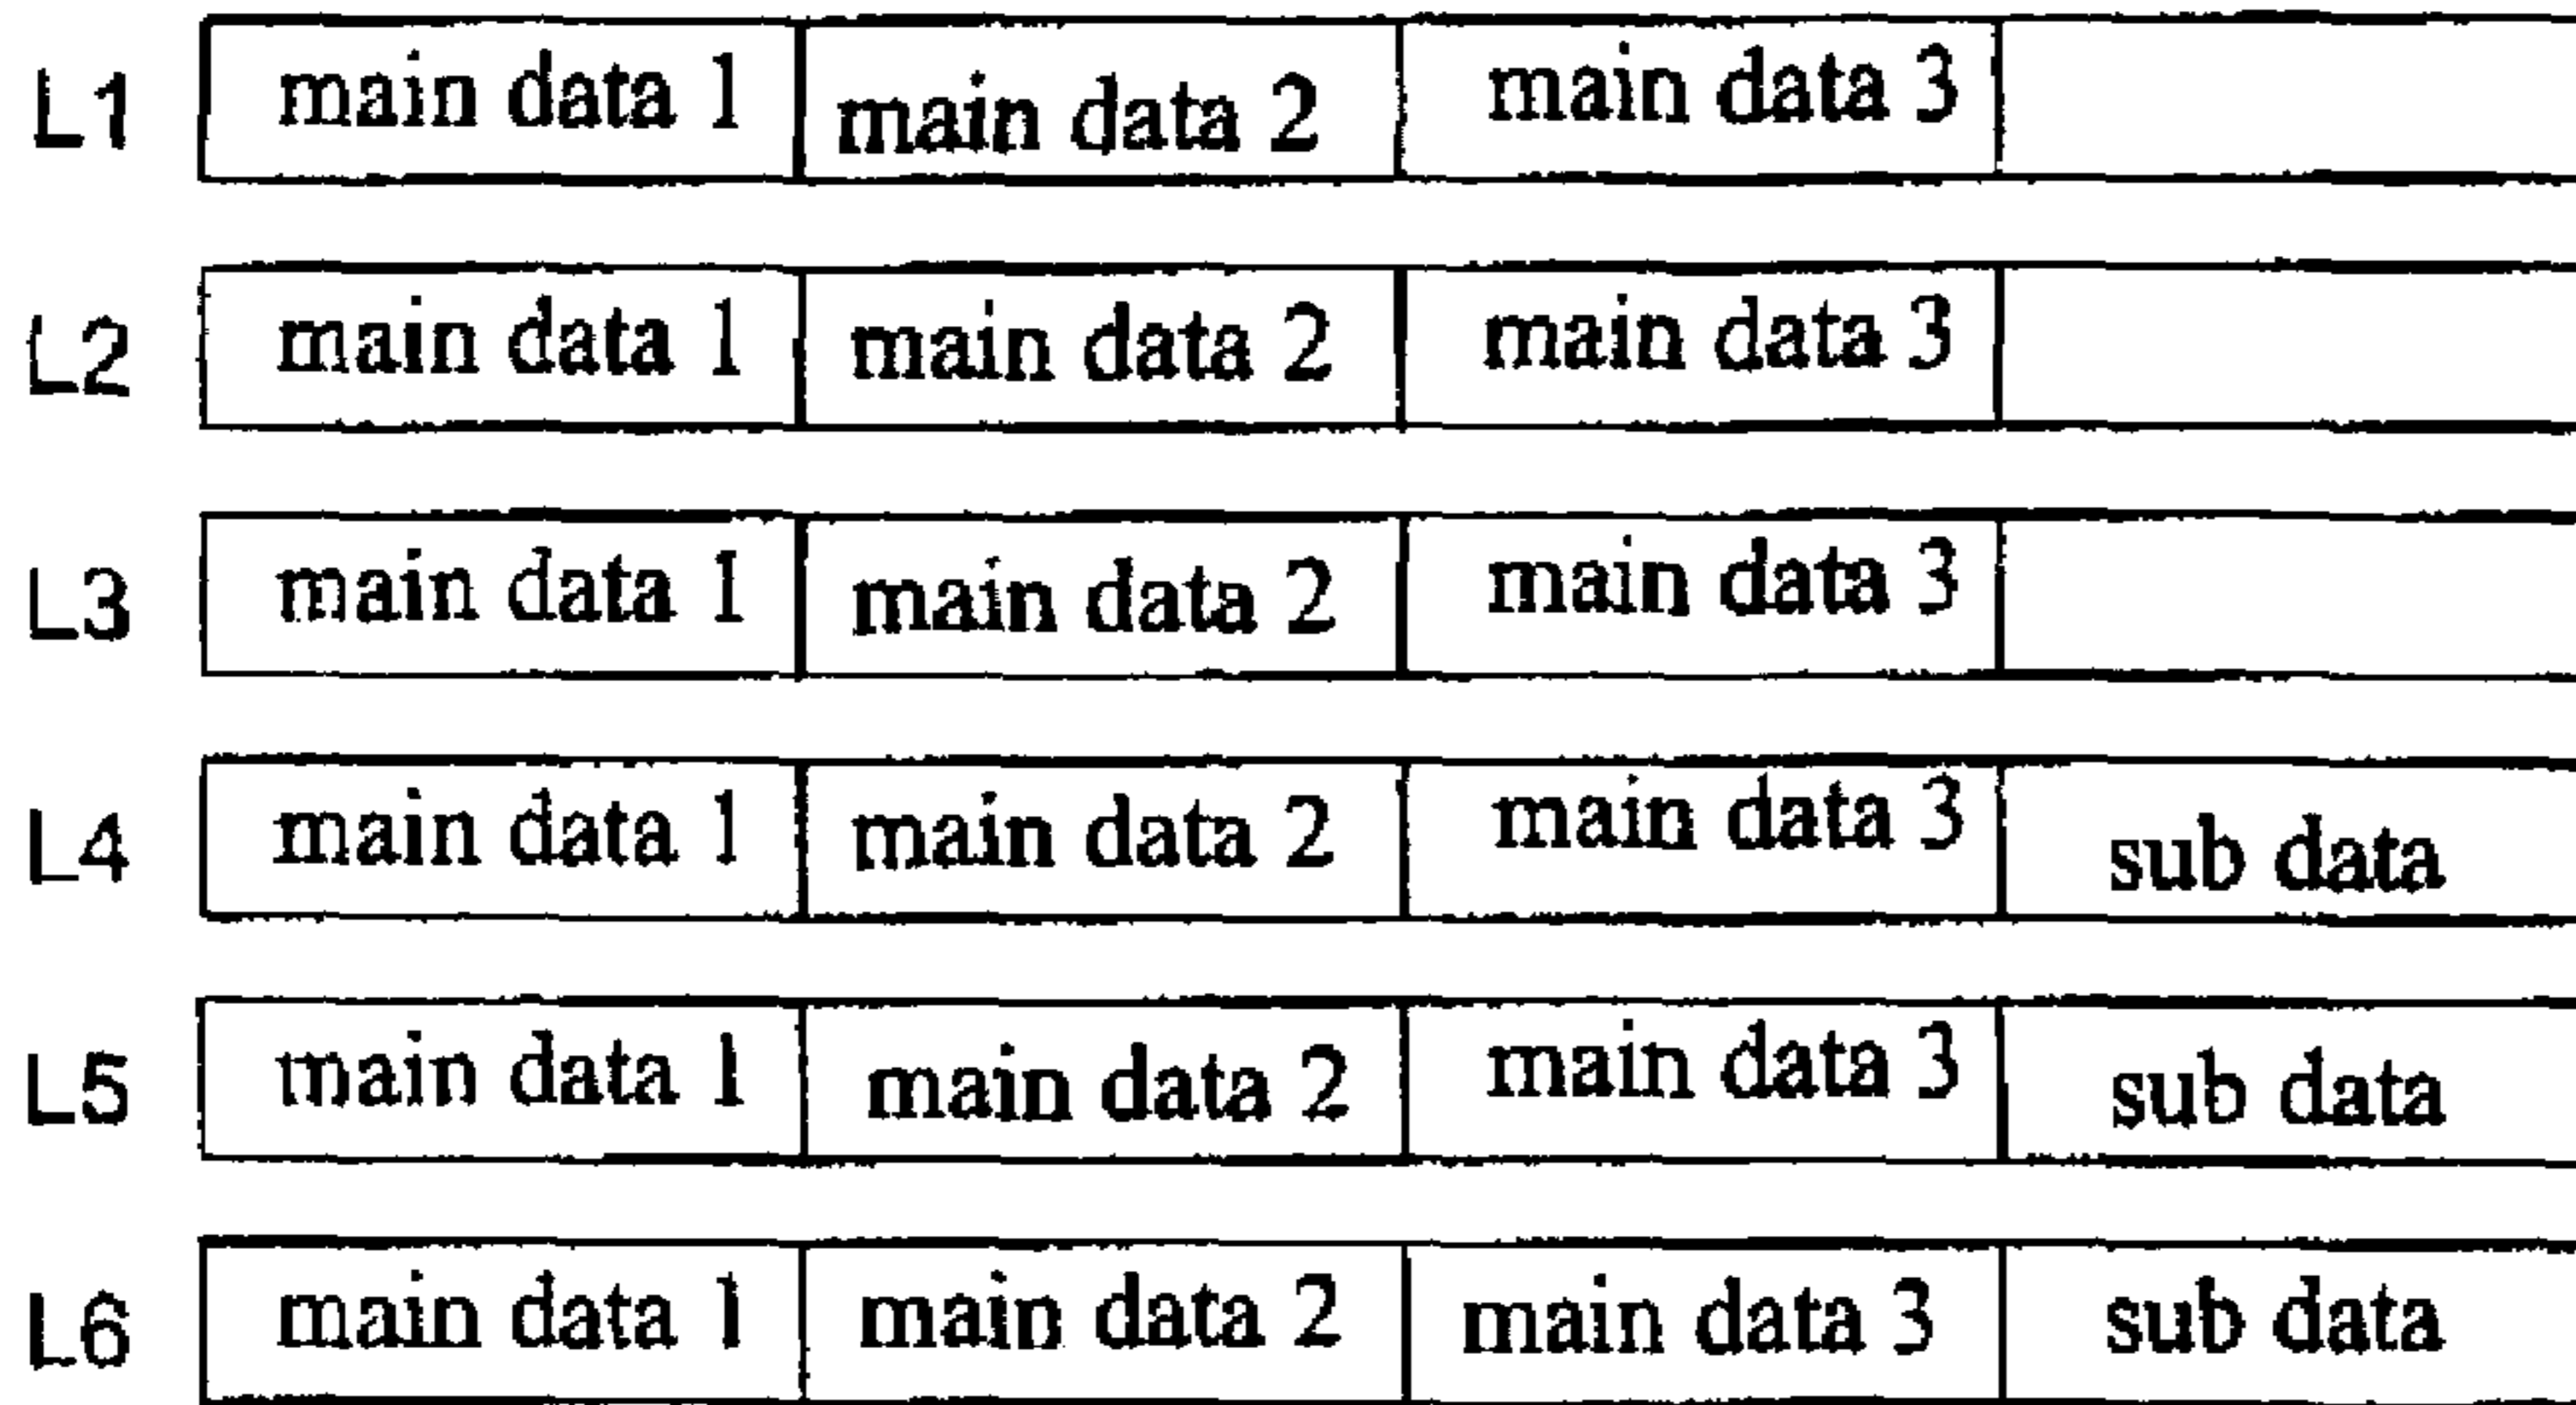 L1 main data 1 main data 2 main data 3
L2 main data 1 main data 2 main data 3
L3 main data 1 main data 2 main data 3
L4 main data 1 main data 2 main data 3 sub data
L5 main data 1 main data 2 main data 3 sub data
L6 main data 1 main data 2 main data 3 sub data